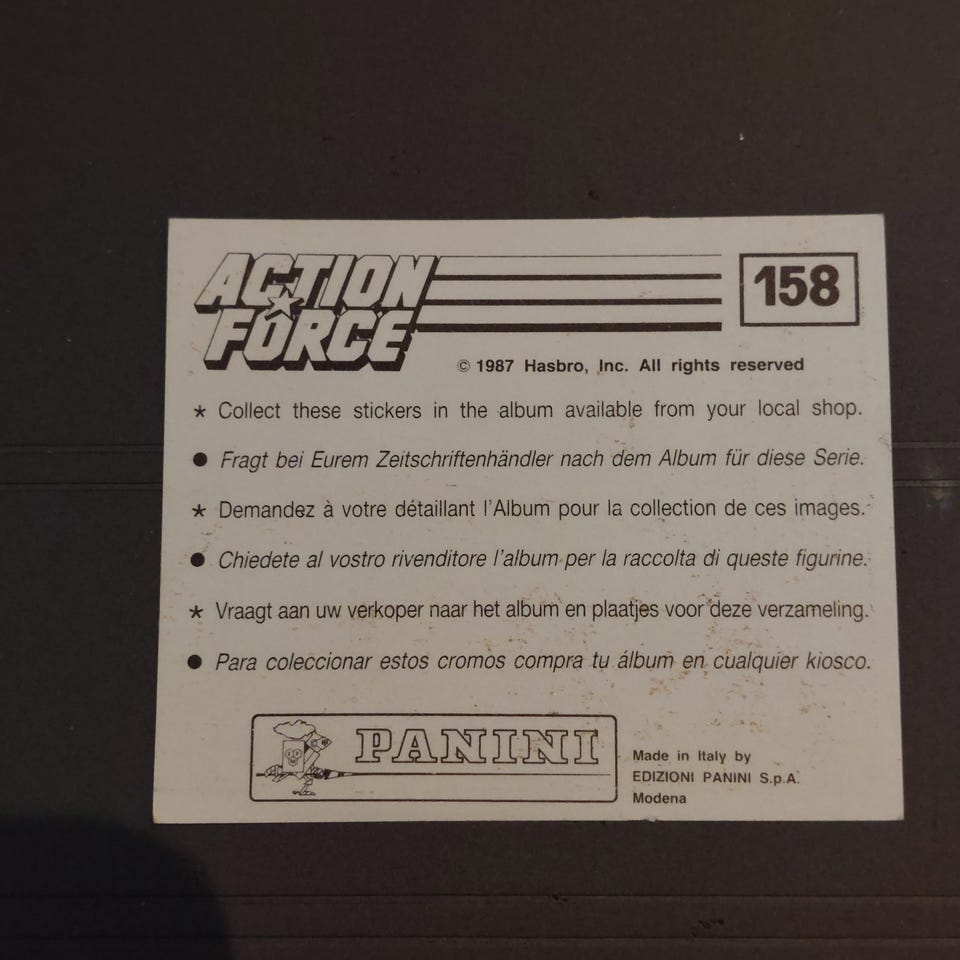 ACTION
FORCE
158
© 1987 Hasbro, Inc. All rights reserved
★ Collect these stickers in the album available from your local shop.
● Fragt bei Eurem Zeitschriftenhändler nach dem Album für diese Serie.
★ Demandez à votre détaillant l'Album pour la collection de ces images.
● Chiedete al vostro rivenditore l'album per la raccolta di queste figurine.
★ Vraagt aan uw verkoper naar het album en plaatjes voor deze verzameling.
● Para coleccionar estos cromos compra tu álbum en cualquier kiosco.
PANINI
Made in Italy by
EDIZIONI PANINI S.p.A.
Modena